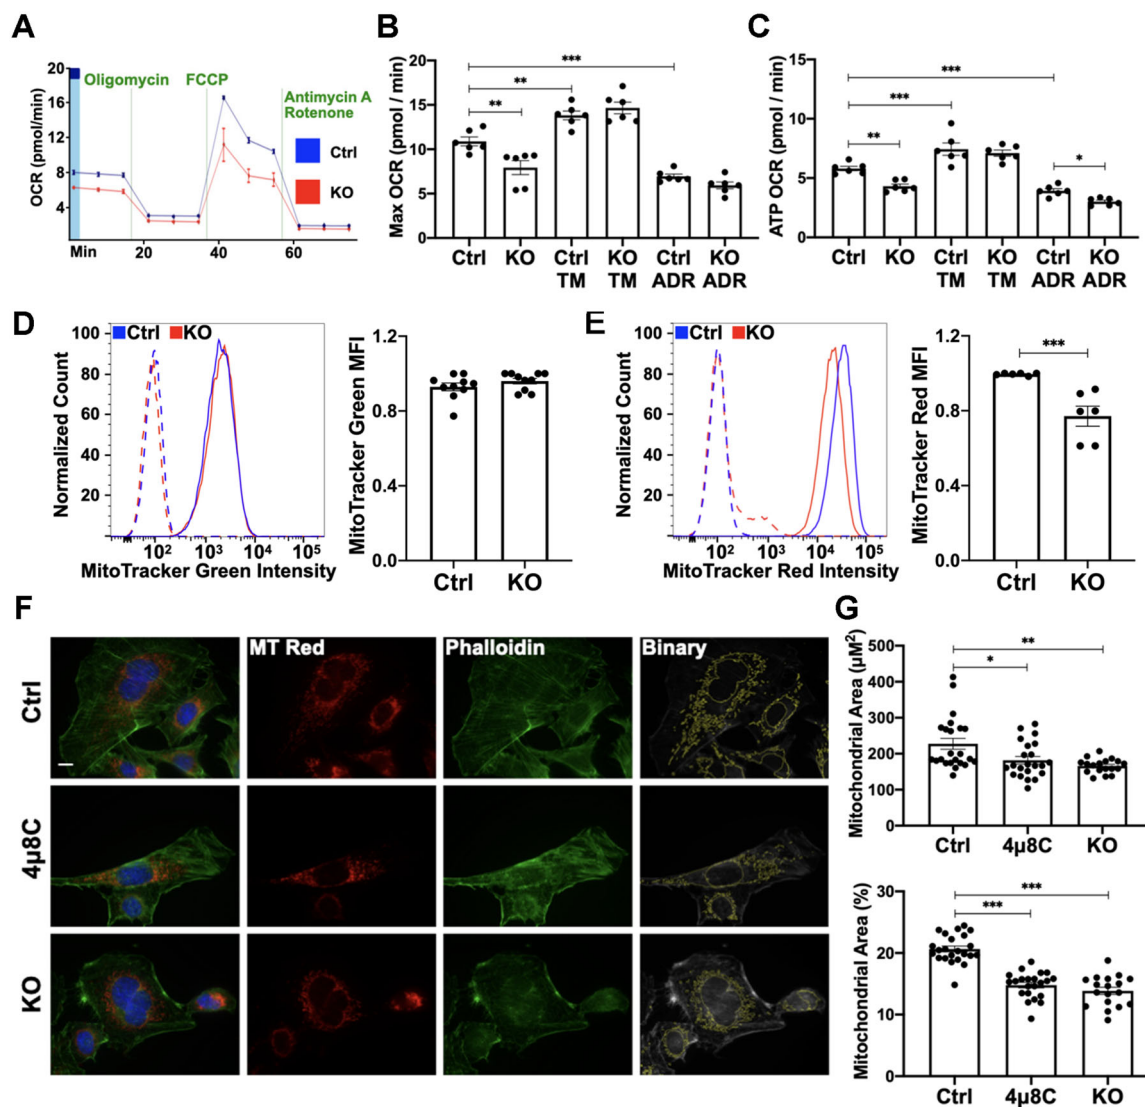 A
OCR (pmol/min)
20
16
12
8
4
Oligomycin
FCCP
Antimycin A
Rotenone
Ctrl
KO
Min
20
40
60
B
Max OCR (pmol / min)
20
15
10
5
0
***
**
**
Ctrl
KO
Ctrl
TM
KO
TM
Ctrl
ADR
KO
ADR
C
ATP OCR (pmol / min)
15
10
5
0
***
***
**
*
Ctrl
KO
Ctrl
TM
KO
TM
Ctrl
ADR
KO
ADR
D
Normalized Count
100
80
60
40
20
Ctrl KO
10²
10³
10⁴
10⁵
MitoTracker Green Intensity
MitoTracker Green MFI
1.2
0.8
0.4
0.0
Ctrl
KO
E
Normalized Count
100
80
60
40
20
Ctrl KO
10²
10³
10⁴
10⁵
MitoTracker Red Intensity
MitoTracker Red MFI
1.2
0.8
0.4
0.0
***
Ctrl
KO
F
MT Red
Phalloidin
Binary
Ctrl
4µ8C
KO
G
Mitochondrial Area (µM²)
500
400
300
200
100
0
**
*
Ctrl
4µ8C
KO
Mitochondrial Area (%)
30
20
10
0
***
***
Ctrl
4µ8C
KO